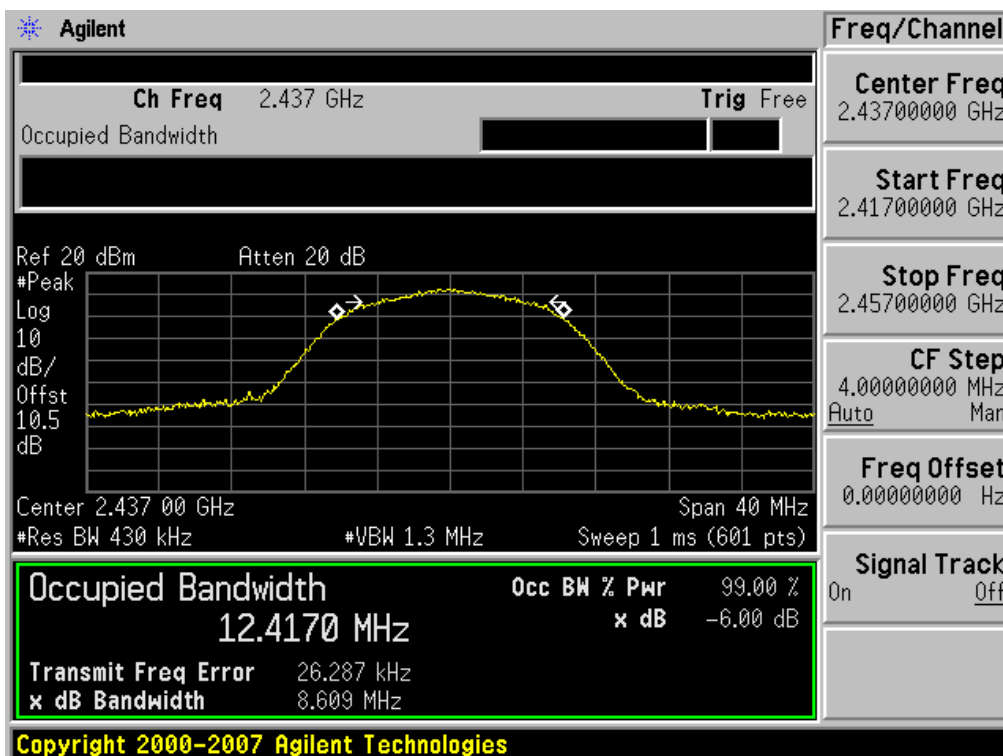 Agilent
Freq/Channel
Ch Freq 2.437 GHz Trig Free
Occupied Bandwidth
Center Freq
2.43700000 GHz
Start Freq
2.41700000 GHz
Stop Freq
2.45700000 GHz
CF Step
4.00000000 MHz
Auto Man
Freq Offset
0.00000000 Hz
Signal Track
On Off
Ref 20 dBm Atten 20 dB
#Peak
Log
10
dB/
Offst
10.5
dB
Center 2.437 00 GHz Span 40 MHz
#Res BW 430 kHz #VBW 1.3 MHz Sweep 1 ms (601 pts)
Occupied Bandwidth Occ BW % Pwr 99.00 %
12.4170 MHz x dB -6.00 dB
Transmit Freq Error 26.287 kHz
x dB Bandwidth 8.609 MHz
Copyright 2000-2007 Agilent Technologies